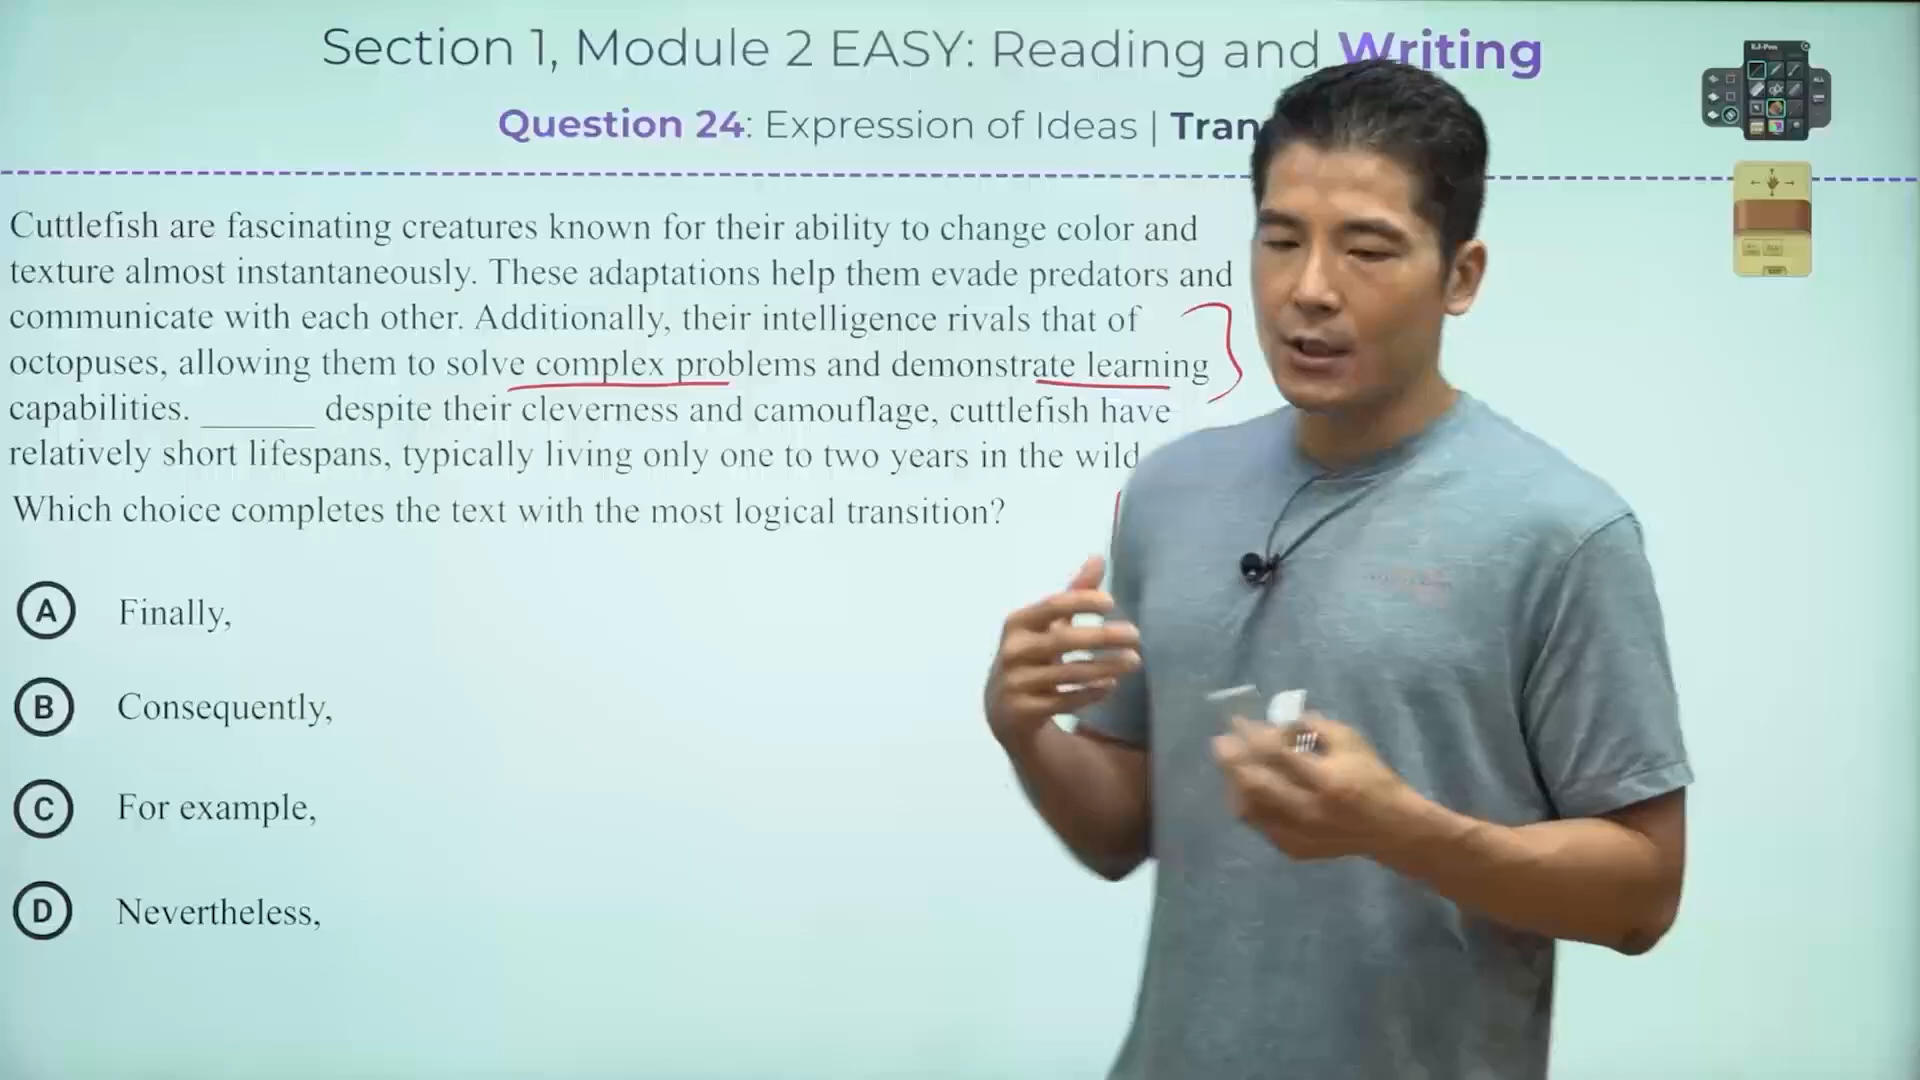 Section 1, Module 2 EASY: Reading and Writing
Question 24: Expression of Ideas |
Cuttlefish are fascinating creatures known for their ability to change color and
texture almost instantaneously. These adaptations help them evade predators and
communicate with each other. Additionally, their intelligence rivals that of
octopuses, allowing them to solve complex problems and demonstrate learning
capabilities. ______ despite their cleverness and camouflage, cuttlefish have
relatively short lifespans, typically living only one to two years in the wild
Which choice completes the text with the most logical transition?
A Finally,
B Consequently,
C For example,
D Nevertheless,